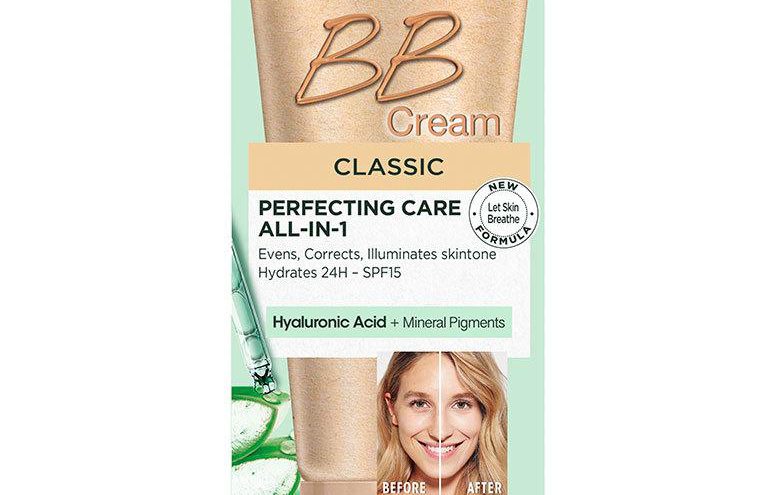 BB
Cream
CLASSIC
PERFECTING CARE
ALL-IN-1
NEW
Let Skin
Breathe
FORMULA
Evens, Corrects, Illuminates skintone
Hydrates 24H – SPF15
Hyaluronic Acid + Mineral Pigments
BEFORE AFTER